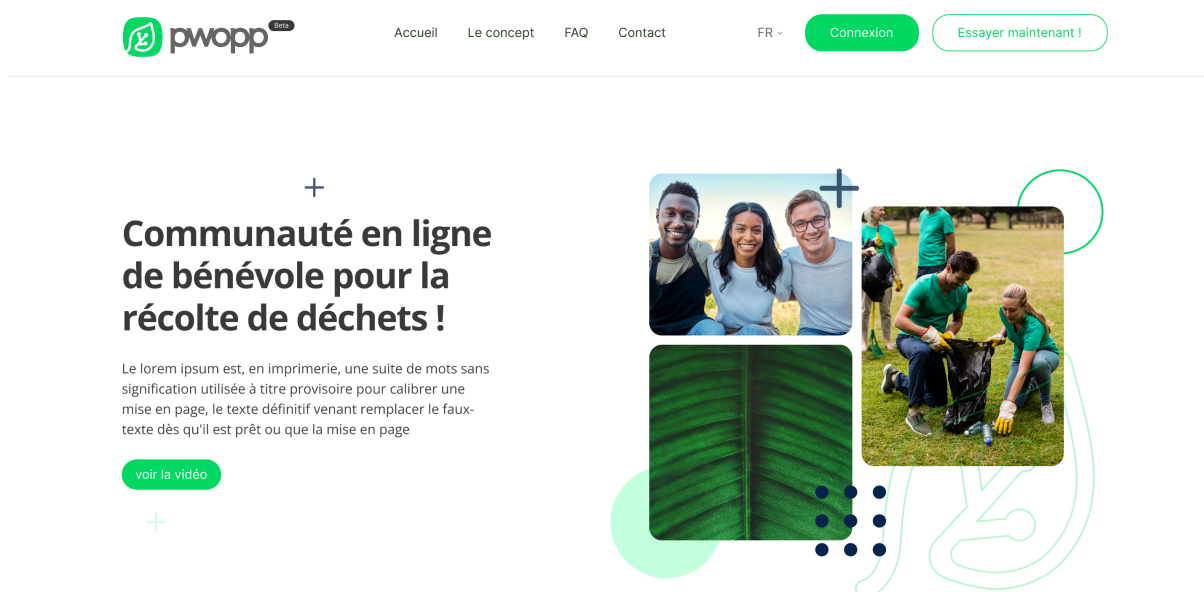 pwopp
Beta
Accueil
Le concept
FAQ
Contact
FR
Connexion
Essayer maintenant !
Communauté en ligne
de bénévole pour la
récolte de déchets !
Le lorem ipsum est, en imprimerie, une suite de mots sans
signification utilisée à titre provisoire pour calibrer une
mise en page, le texte définitif venant remplacer le faux-
texte dès qu'il est prêt ou que la mise en page
voir la vidéo